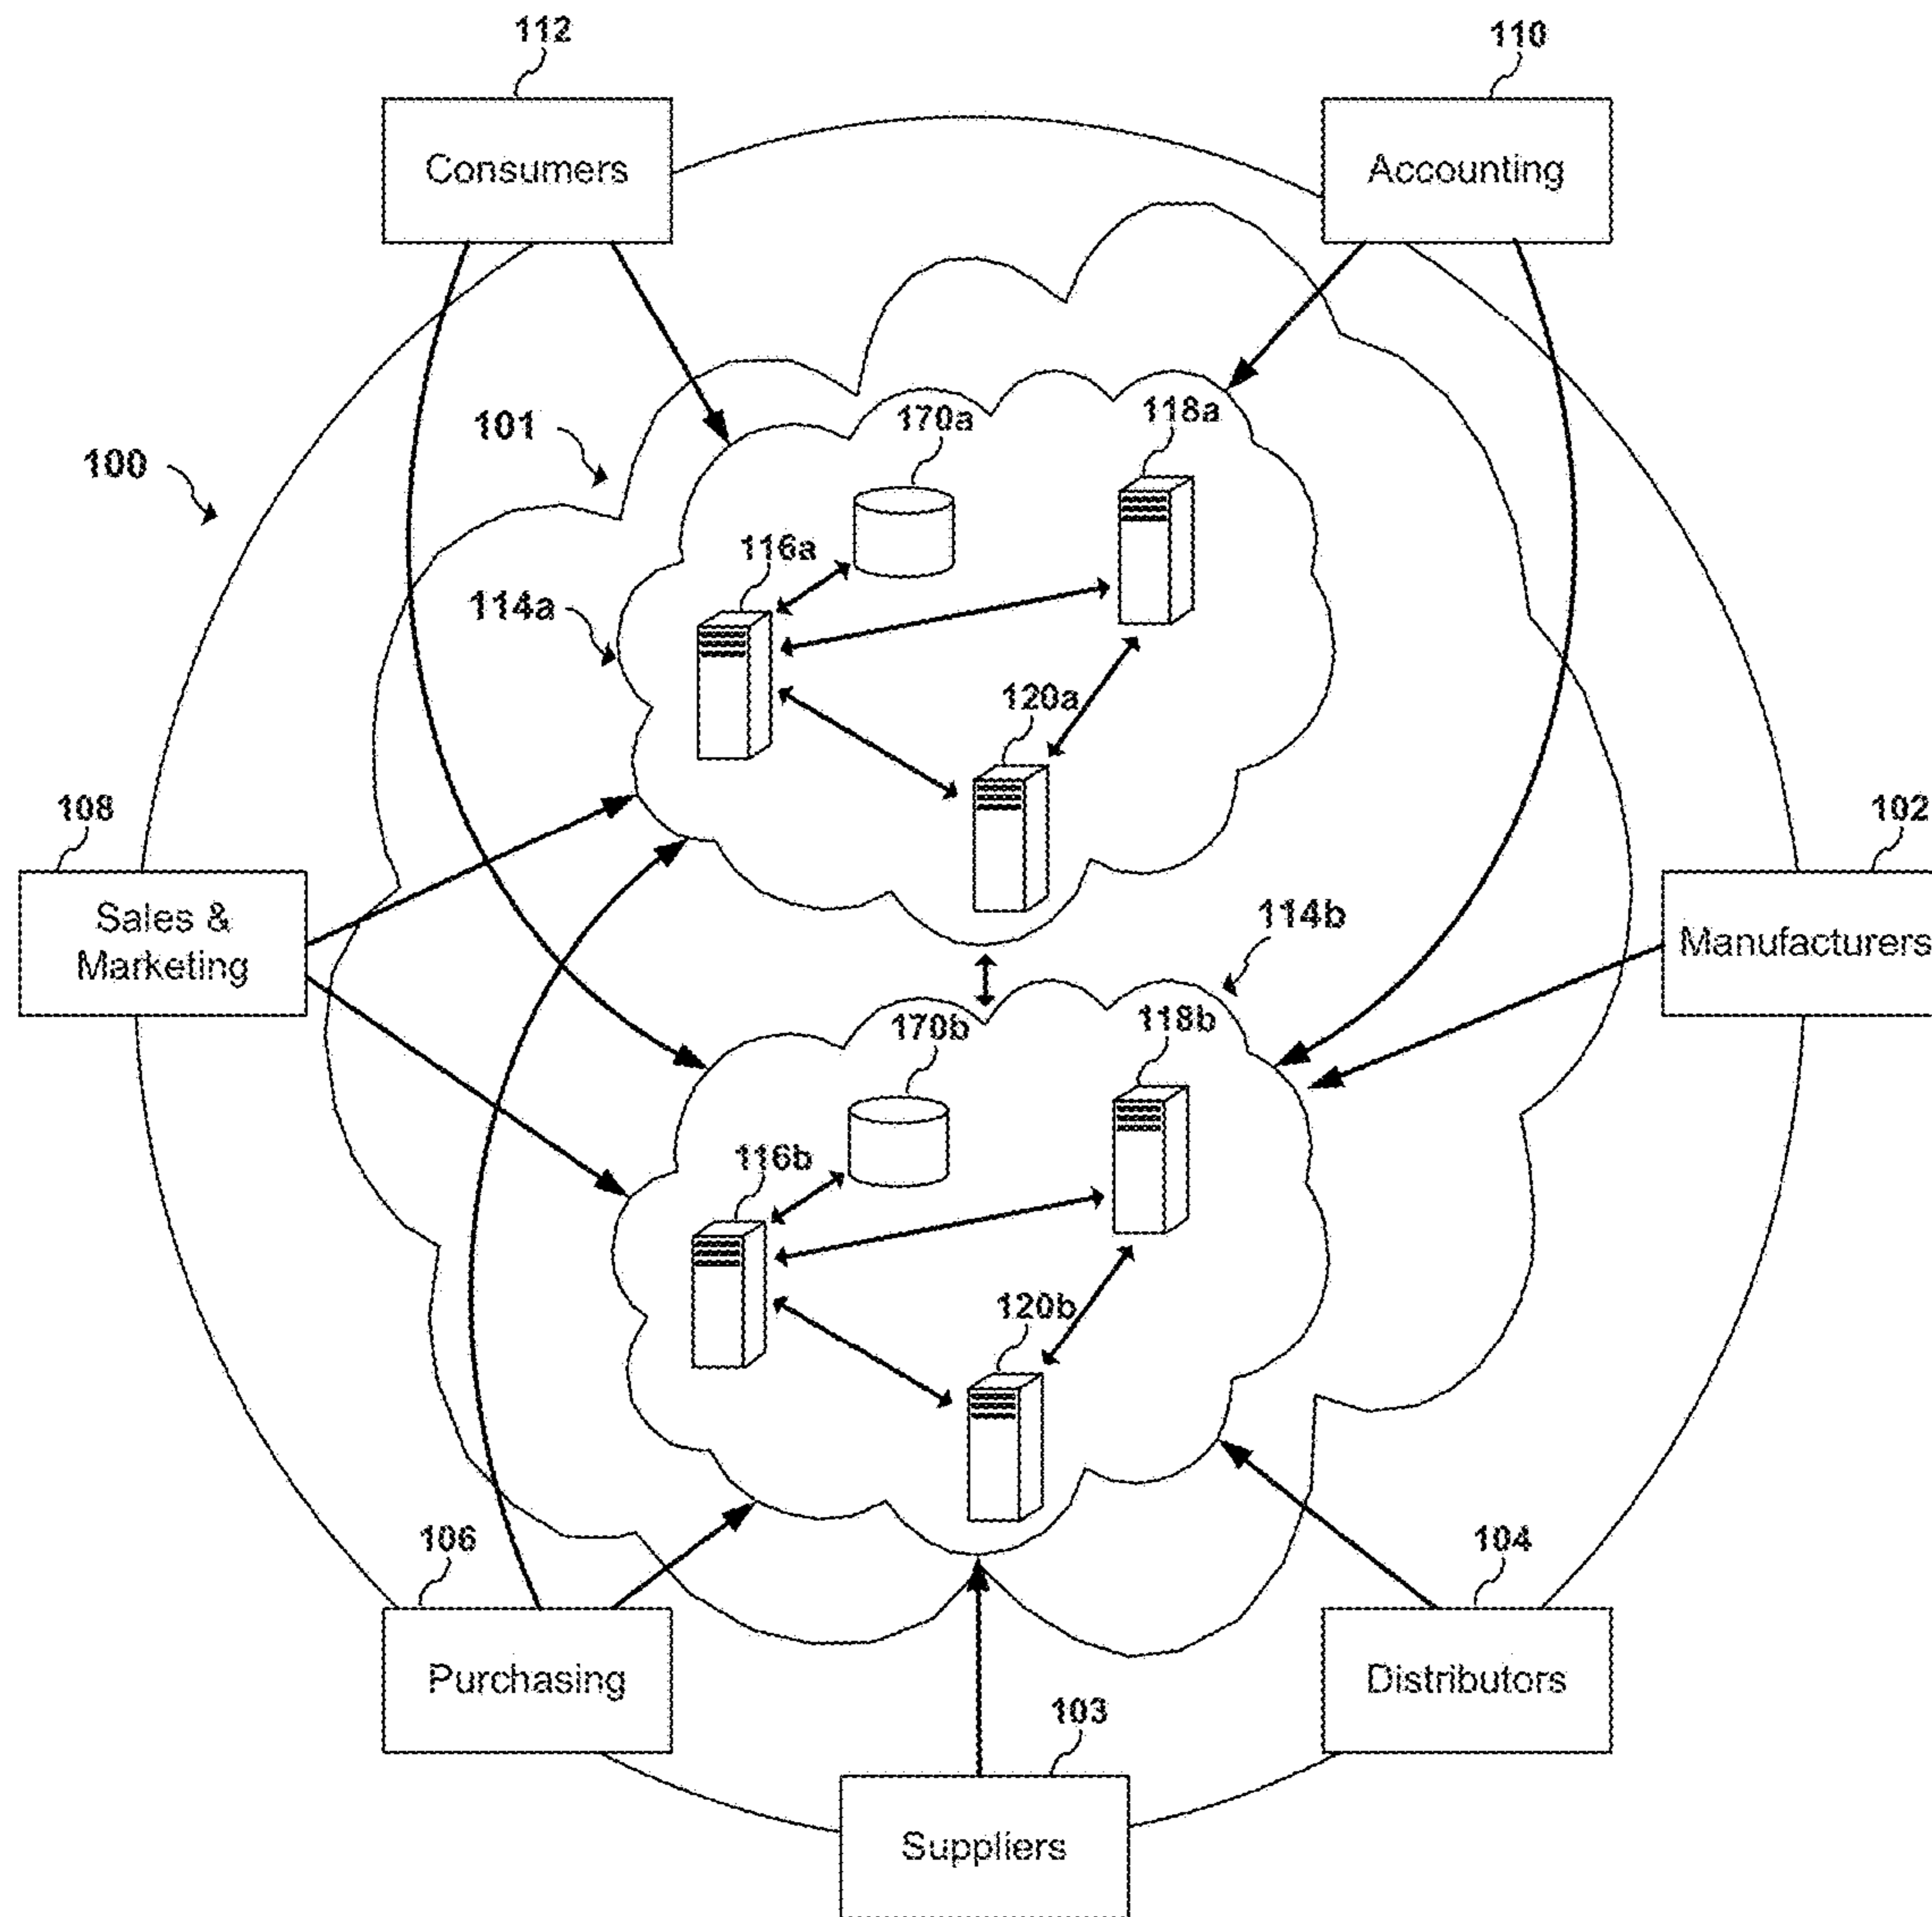 112
110
Consumers
Accounting
170a
118a
101
100
116a
114a
120a
108
102
Sales &
Marketing
114b
Manufacturers
170b
118b
116b
120b
106
104
Purchasing
Distributors
103
Suppliers